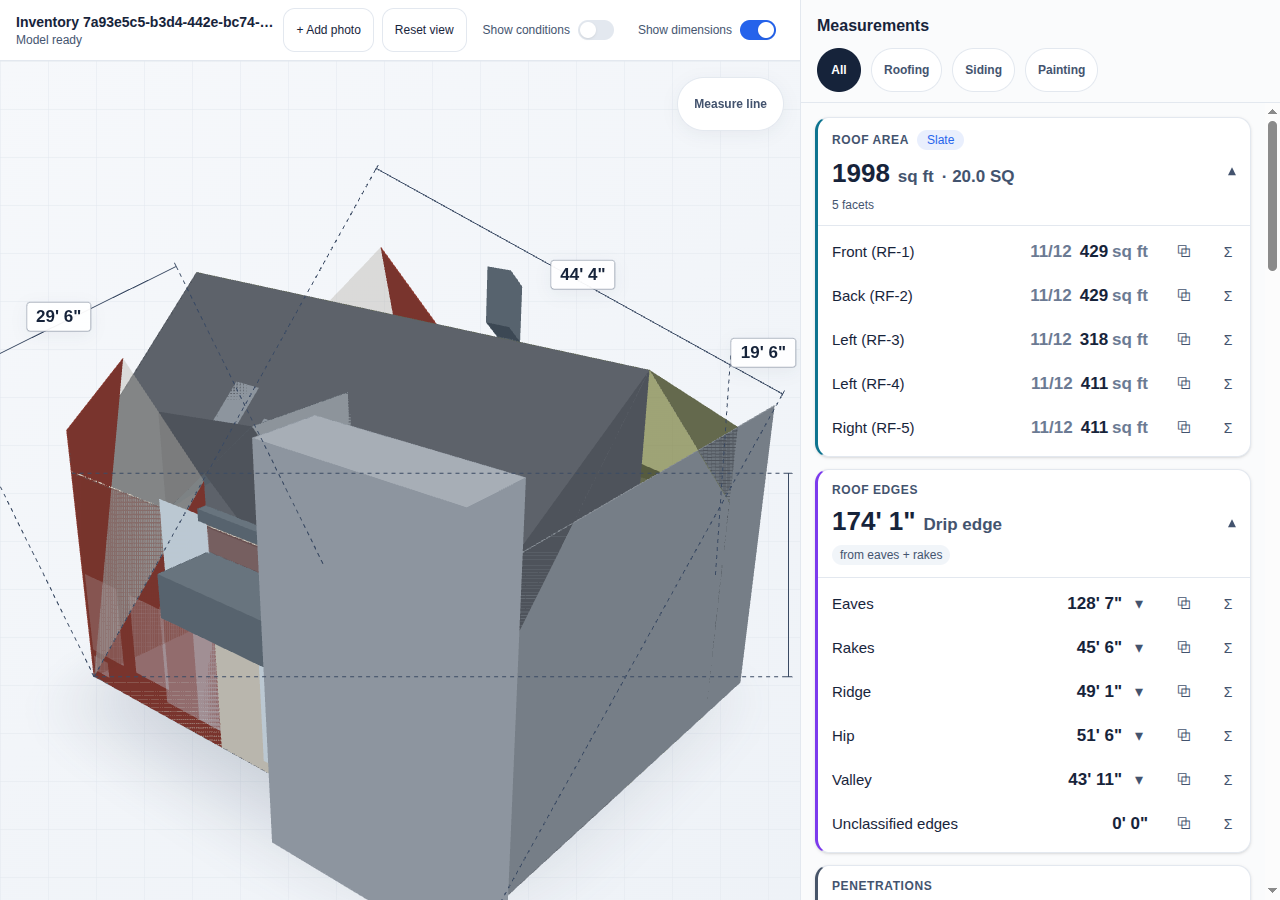 Inventory 7a93e5c5-b3d4-442e-bc74-...
Model ready
+ Add photo
Reset view
Show conditions
Show dimensions
Measure line
44' 4"
29' 6"
19' 6"
Measurements
All
Roofing
Siding
Painting
ROOF AREA Slate
1998 sq ft · 20.0 SQ
5 facets
Front (RF-1) 11/12 429 sq ft Σ
Back (RF-2) 11/12 429 sq ft Σ
Left (RF-3) 11/12 318 sq ft Σ
Left (RF-4) 11/12 411 sq ft Σ
Right (RF-5) 11/12 411 sq ft Σ
ROOF EDGES
174' 1" Drip edge
from eaves + rakes
Eaves 128' 7" Σ
Rakes 45' 6" Σ
Ridge 49' 1" Σ
Hip 51' 6" Σ
Valley 43' 11" Σ
Unclassified edges 0' 0" Σ
PENETRATIONS